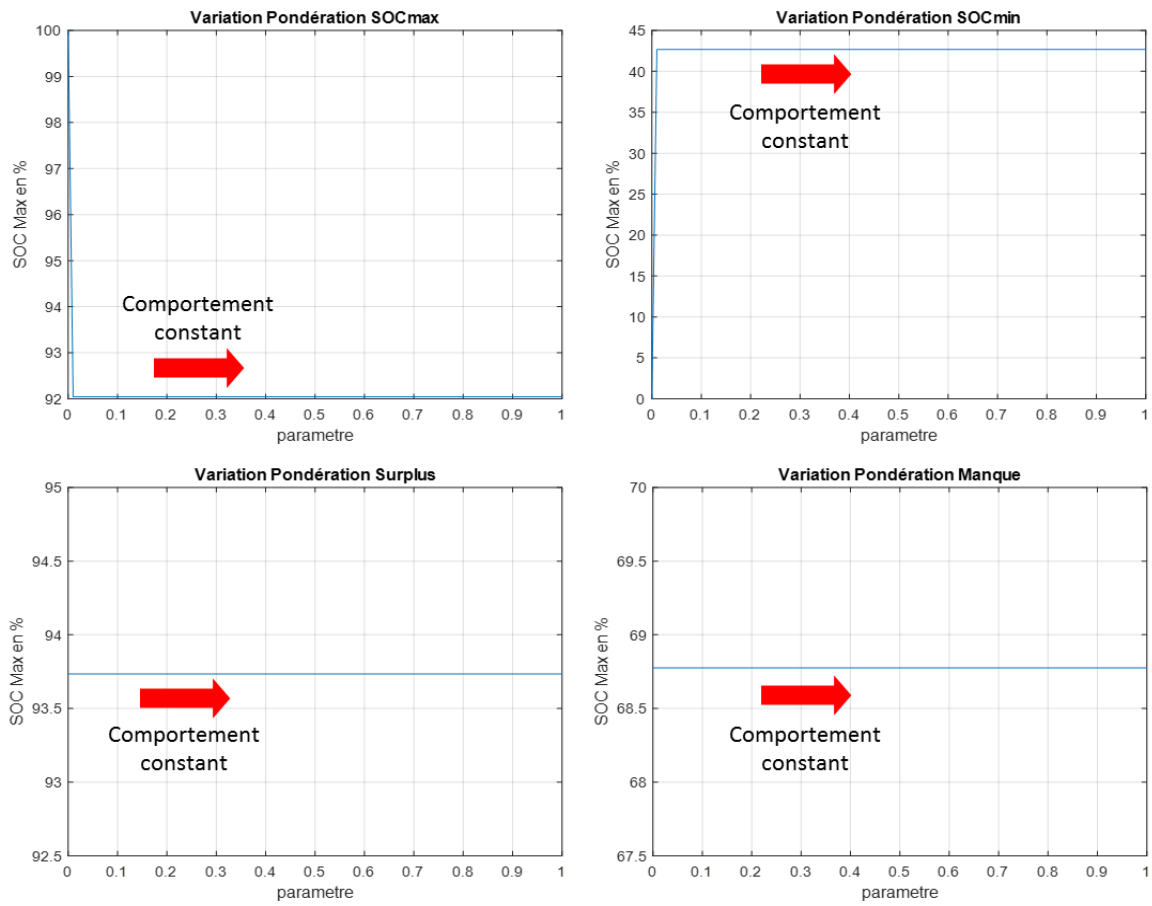 Variation Pondération SOCmax
100
99
98
97
96
95
94
93
92
SOC Max en %
Comportement
constant
0 0.1 0.2 0.3 0.4 0.5 0.6 0.7 0.8 0.9 1
parametre
Variation Pondération SOCmin
45
40
35
30
25
20
15
10
5
0
SOC Max en %
Comportement
constant
0 0.1 0.2 0.3 0.4 0.5 0.6 0.7 0.8 0.9 1
parametre
Variation Pondération Surplus
95
94.5
94
93.5
93
92.5
SOC Max en %
Comportement
constant
0 0.1 0.2 0.3 0.4 0.5 0.6 0.7 0.8 0.9 1
parametre
Variation Pondération Manque
70
69.5
69
68.5
68
67.5
SOC Max en %
Comportement
constant
0 0.1 0.2 0.3 0.4 0.5 0.6 0.7 0.8 0.9 1
parametre